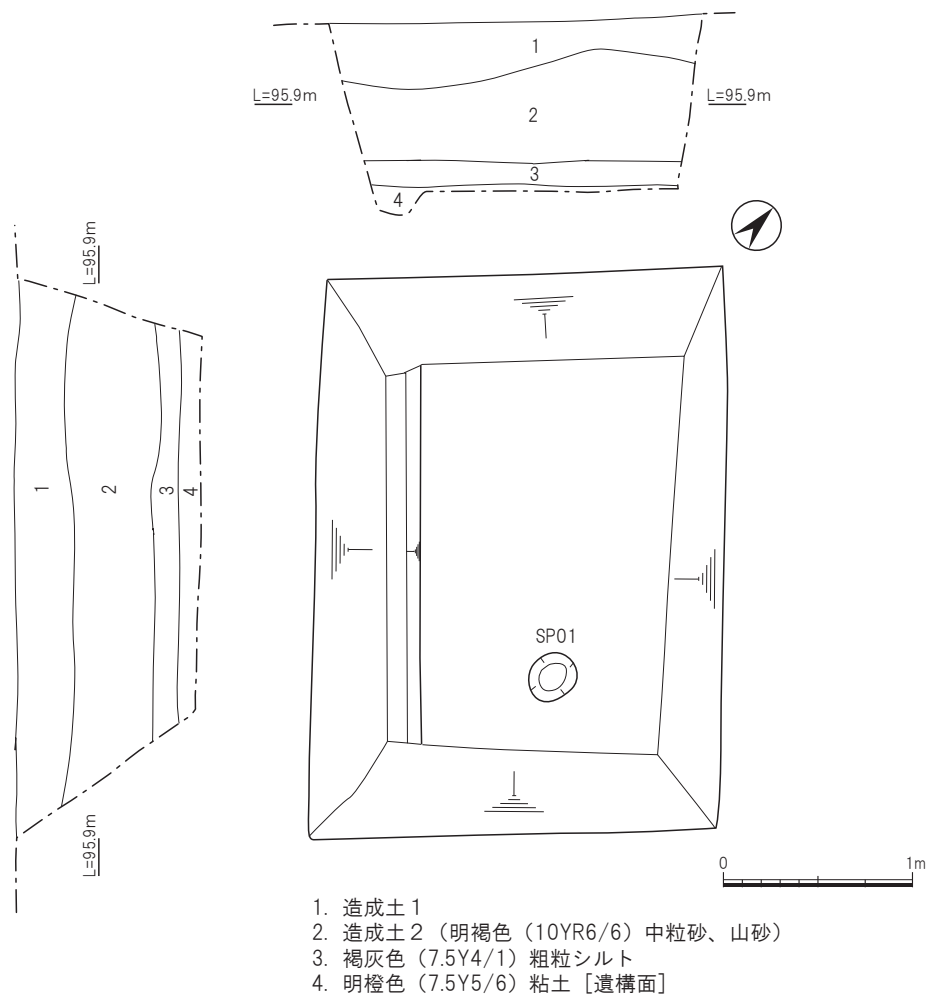 1
L=95.9m
L=95.9m
2
3
4
L=95.9m
1
2
3
4
L=95.9m
SP01
0
1m
1. 造成土1
2. 造成土2（明褐色（10YR6/6）中粒砂、山砂）
3. 褐灰色（7.5Y4/1）粗粒シルト
4. 明橙色（7.5Y5/6）粘土［遺構面］